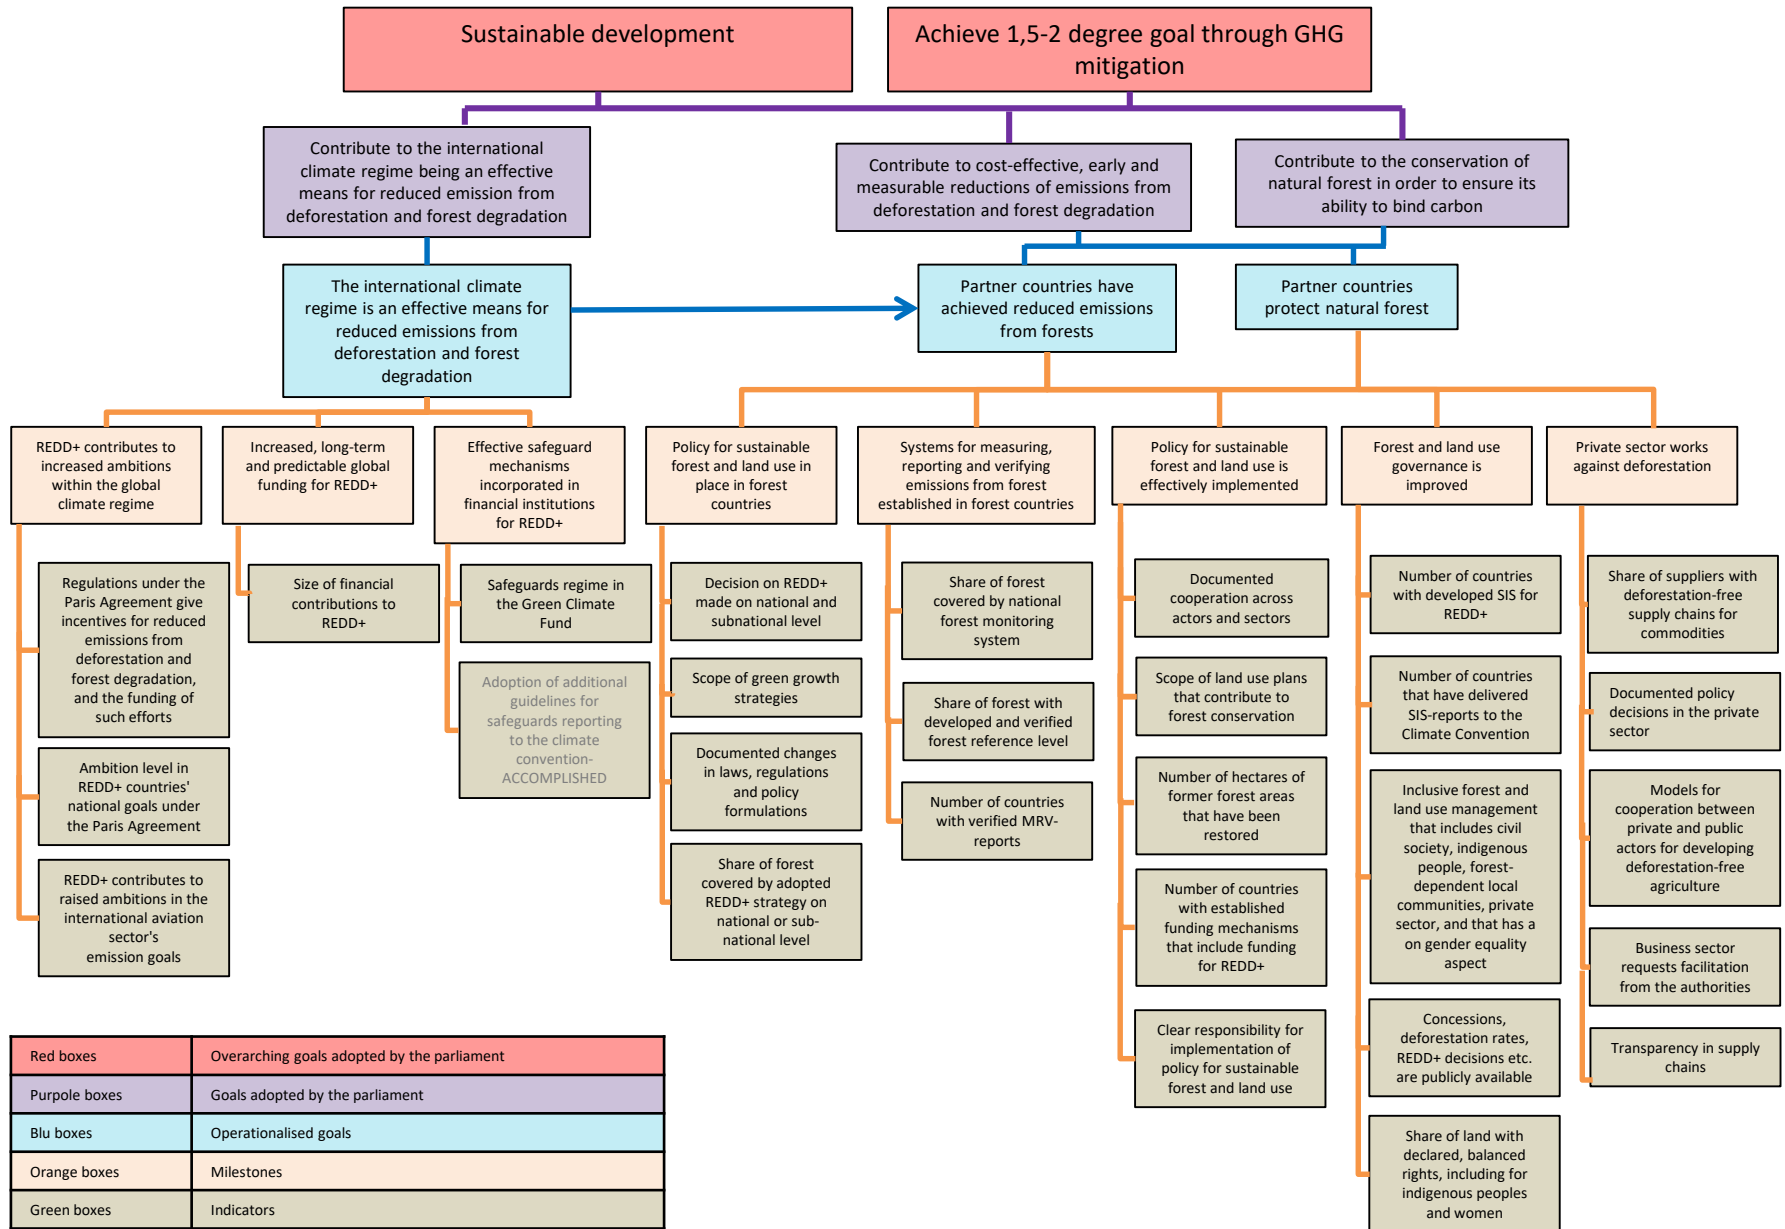 Sustainable development
Achieve 1,5-2 degree goal through GHG
mitigation
Contribute to the international
climate regime being an effective
means for reduced emission from
deforestation and forest degradation
Contribute to cost-effective, early and
measurable reductions of emissions from
deforestation and forest degradation
Contribute to the conservation of
natural forest in order to ensure its
ability to bind carbon
The international climate
regime is an effective means for
reduced emissions from
deforestation and forest
degradation
Partner countries have
achieved reduced emissions
from forests
Partner countries
protect natural forest
REDD+ contributes to
increased ambitions
within the global
climate regime
Increased, long-term
and predictable global
funding for REDD+
Effective safeguard
mechanisms
incorporated in
financial institutions
for REDD+
Policy for sustainable
forest and land use in
place in forest
countries
Systems for measuring,
reporting and verifying
emissions from forest
established in forest countries
Policy for sustainable
forest and land use is
effectively implemented
Forest and land use
governance is
improved
Private sector works
against deforestation
Regulations under the
Paris Agreement give
incentives for reduced
emissions from
deforestation and
forest degradation,
and the funding of
such efforts
Ambition level in
REDD+ countries'
national goals under
the Paris Agreement
REDD+ contributes to
raised ambitions in the
international aviation
sector's
emission goals
Size of financial
contributions to
REDD+
Safeguards regime in
the Green Climate
Fund
Adoption of additional
guidelines for
safeguards reporting
to the climate
convention-
ACCOMPLISHED
Decision on REDD+
made on national and
subnational level
Scope of green growth
strategies
Documented changes
in laws, regulations
and policy
formulations
Share of forest
covered by adopted
REDD+ strategy on
national or sub-
national level
Share of forest
covered by national
forest monitoring
system
Share of forest with
developed and verified
forest reference level
Number of countries
with verified MRV-
reports
Documented
cooperation across
actors and sectors
Scope of land use plans
that contribute to
forest conservation
Number of hectares of
former forest areas
that have been
restored
Number of countries
with established
funding mechanisms
that include funding
for REDD+
Clear responsibility for
implementation of
policy for sustainable
forest and land use
Number of countries
with developed SIS for
REDD+
Number of countries
that have delivered
SIS-reports to the
Climate Convention
Inclusive forest and
land use management
that includes civil
society, indigenous
people, forest-
dependent local
communities, private
sector, and that has a
on gender equality
aspect
Concessions,
deforestation rates,
REDD+ decisions etc.
are publicly available
Share of land with
declared, balanced
rights, including for
indigenous peoples
and women
Share of suppliers with
deforestation-free
supply chains for
commodities
Documented policy
decisions in the private
sector
Models for
cooperation between
private and public
actors for developing
deforestation-free
agriculture
Business sector
requests facilitation
from the authorities
Transparency in supply
chains
Red boxes Overarching goals adopted by the parliament
Purpole boxes Goals adopted by the parliament
Blu boxes Operationalised goals
Orange boxes Milestones
Green boxes Indicators